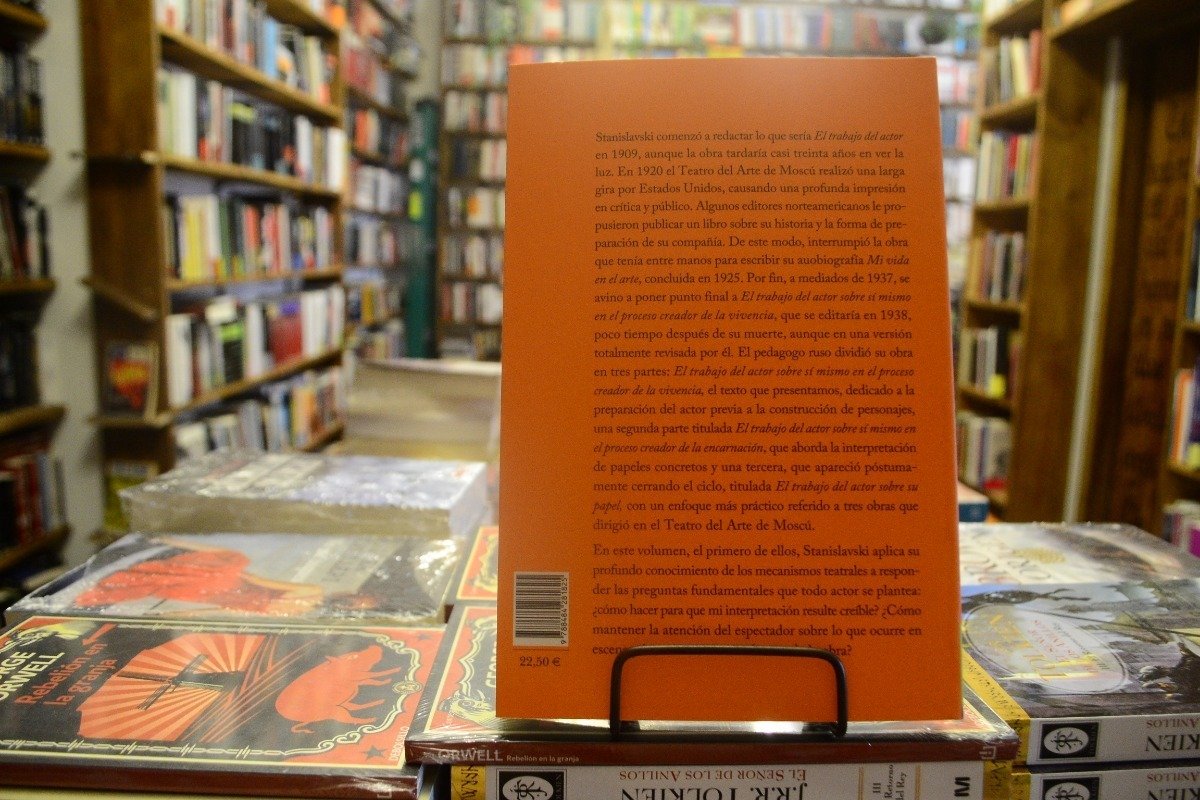 Stanislavski comenzó a redactar lo que sería El trabajo del actor
en 1909, aunque la obra tardaría casi treinta años en ver la
luz. En 1920 el Teatro del Arte de Moscú realizó una larga
gira por Estados Unidos, causando una profunda impresión
en crítica y público. Algunos editores norteamericanos le pro-
pusieron publicar un libro sobre su historia y la forma de pre-
paración de su compañía. De este modo, interrumpió la obra
que tenía entre manos para escribir su auobiografía Mi vida
en el arte, concluida en 1925. Por fin, a mediados de 1937, se
avino a poner punto final a El trabajo del actor sobre sí mismo
en el proceso creador de la vivencia, que se editaría en 1938,
poco tiempo después de su muerte, aunque en una versión
totalmente revisada por él. El pedagogo ruso dividió su obra
en tres partes: El trabajo del actor sobre sí mismo en el proceso
creador de la vivencia, el texto que presentamos, dedicado a la
preparación del actor previa a la construcción de personajes,
una segunda parte titulada El trabajo del actor sobre sí mismo en
el proceso creador de la encarnación, que aborda la interpretación
de papeles concretos y una tercera, que apareció póstuma-
mente cerrando el ciclo, titulada El trabajo del actor sobre su
papel, con un enfoque más práctico referido a tres obras que
dirigió en el Teatro del Arte de Moscú.
En este volumen, el primero de ellos, Stanislavski aplica su
profundo conocimiento de los mecanismos teatrales a respon-
der las preguntas fundamentales que todo actor se plantea:
¿cómo hacer para que mi interpretación resulte creíble? ¿Cómo
mantener la atención del espectador sobre lo que ocurre en
escena obra?
22,50 €
GEORGE
ORWELL
Rebelión en
la granja
ORWELL Rebelión en la granja
J.R.R. TOLKIEN
EL SEÑOR DE LOS ANILLOS
III
Retorno
del Rey
M
KIEN
ANILLOS